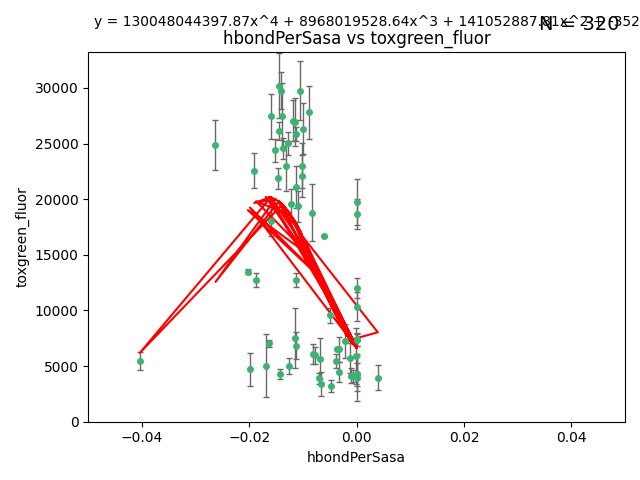 y = 130048044397.87x^4 + 8968019528.64x^3 + 141052887.
N = 320
hbondPerSasa vs toxgreen_fluor
toxgreen_fluor
30000
25000
20000
15000
10000
5000
0
−0.04
−0.02
0.00
0.02
0.04
hbondPerSasa